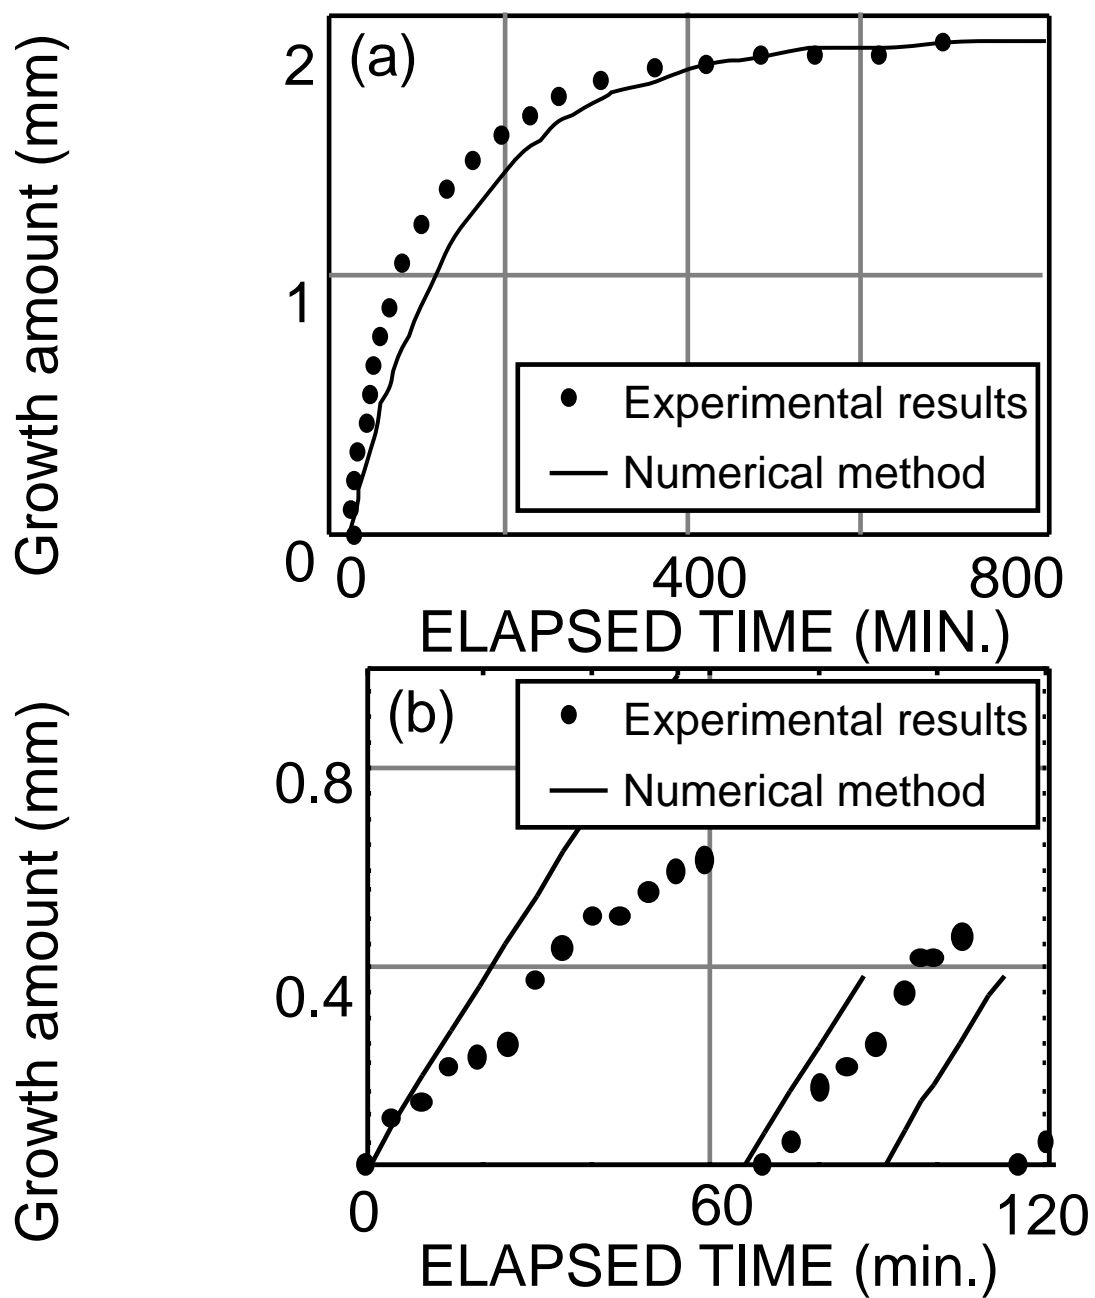 Growth amount (mm)
2
1
0
(a)
Experimental results
Numerical method
0
400
800
ELAPSED TIME (MIN.)
Growth amount (mm)
0.8
0.4
(b)
Experimental results
Numerical method
0
60
120
ELAPSED TIME (min.)